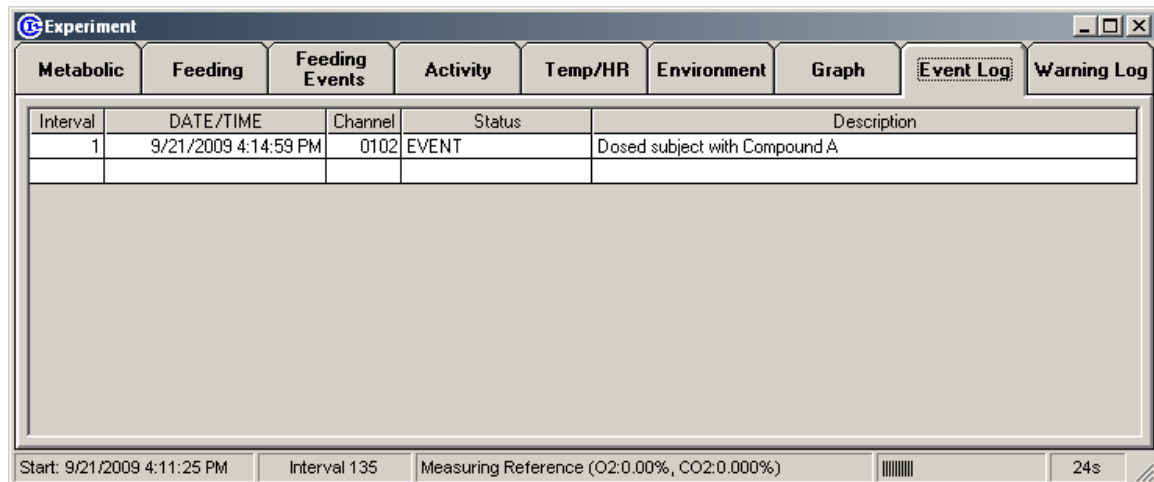 Experiment
Metabolic Feeding Feeding Events Activity Temp/HR Environment Graph Event Log Warning Log
Interval DATE/TIME Channel Status Description
1 9/21/2009 4:14:59 PM 0102 EVENT Dosed subject with Compound A
Start: 9/21/2009 4:11:25 PM Interval 135 Measuring Reference (O2:0.00%, CO2:0.000%) 24s